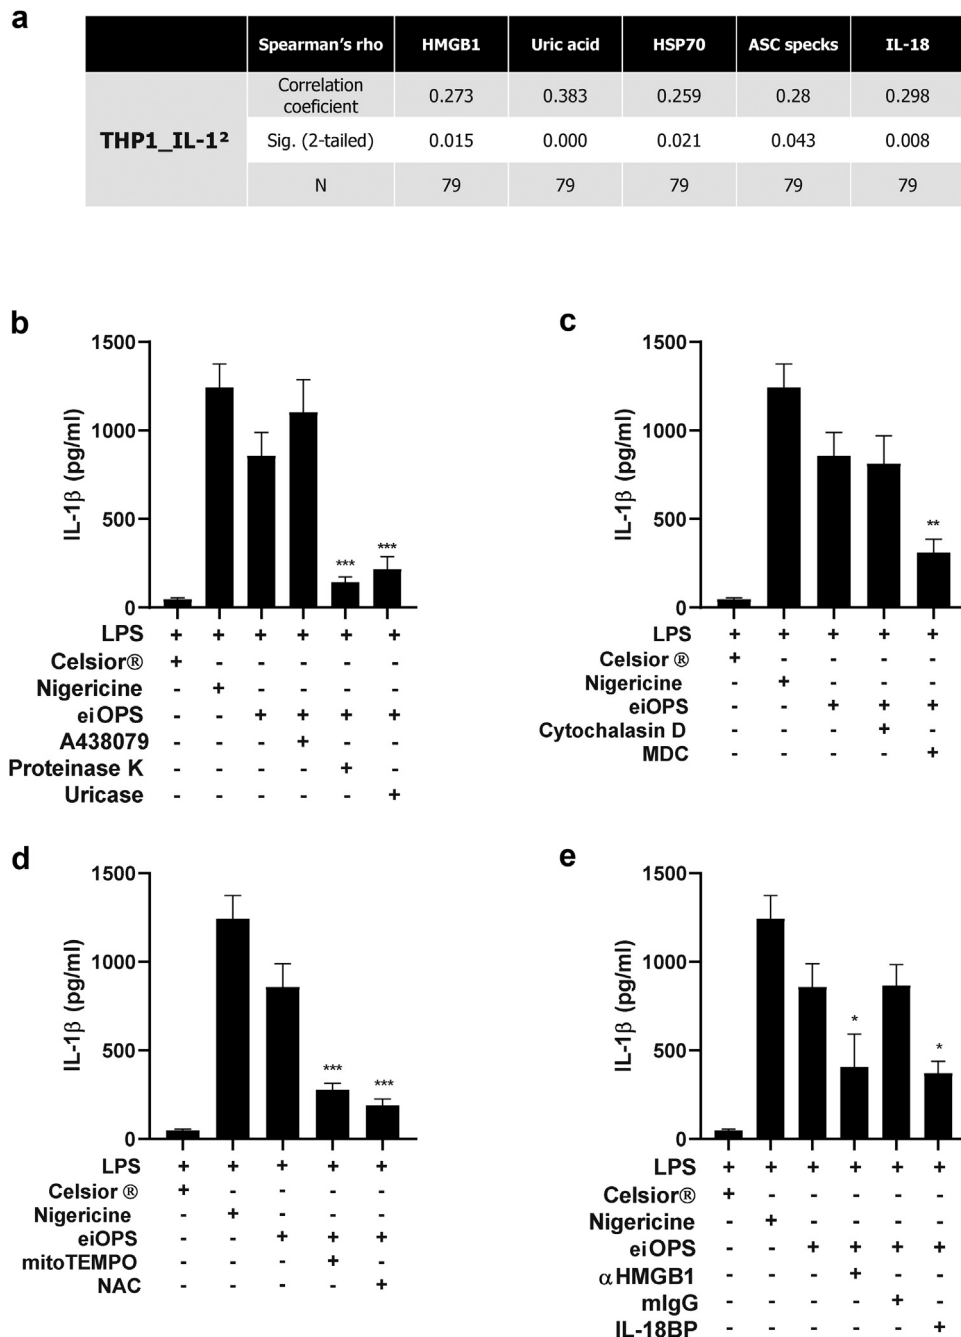 a
Spearman's rho HMGB1 Uric acid HSP70 ASC specks IL-18
Correlation
coeficient 0.273 0.383 0.259 0.28 0.298
THP1_IL-1² Sig. (2-tailed) 0.015 0.000 0.021 0.043 0.008
N 79 79 79 79 79
b
1500
1000
500
0
IL-1β (pg/ml)
*** ***
LPS + + + + + +
Celsior® + - - - - -
Nigericine - + - - - -
eiOPS - - + + + +
A438079 - - - + - -
Proteinase K - - - - + -
Uricase - - - - - +
c
1500
1000
500
0
IL-1β (pg/ml)
**
LPS + + + + +
Celsior ® + - - - -
Nigericine - + - - -
eiOPS - - + + +
Cytochalasin D - - - + -
MDC - - - - +
d
1500
1000
500
0
IL-1β (pg/ml)
*** ***
LPS + + + + +
Celsior ® + - - - -
Nigericine - + - - -
eiOPS - - + + +
mitoTEMPO - - - + -
NAC - - - - +
e
1500
1000
500
0
IL-1β (pg/ml)
* *
LPS + + + + + +
Celsior® + - - - - -
Nigericine - + - - - -
eiOPS - - + + + +
αHMGB1 - - - + - -
mIgG - - - - + -
IL-18BP - - - - - +